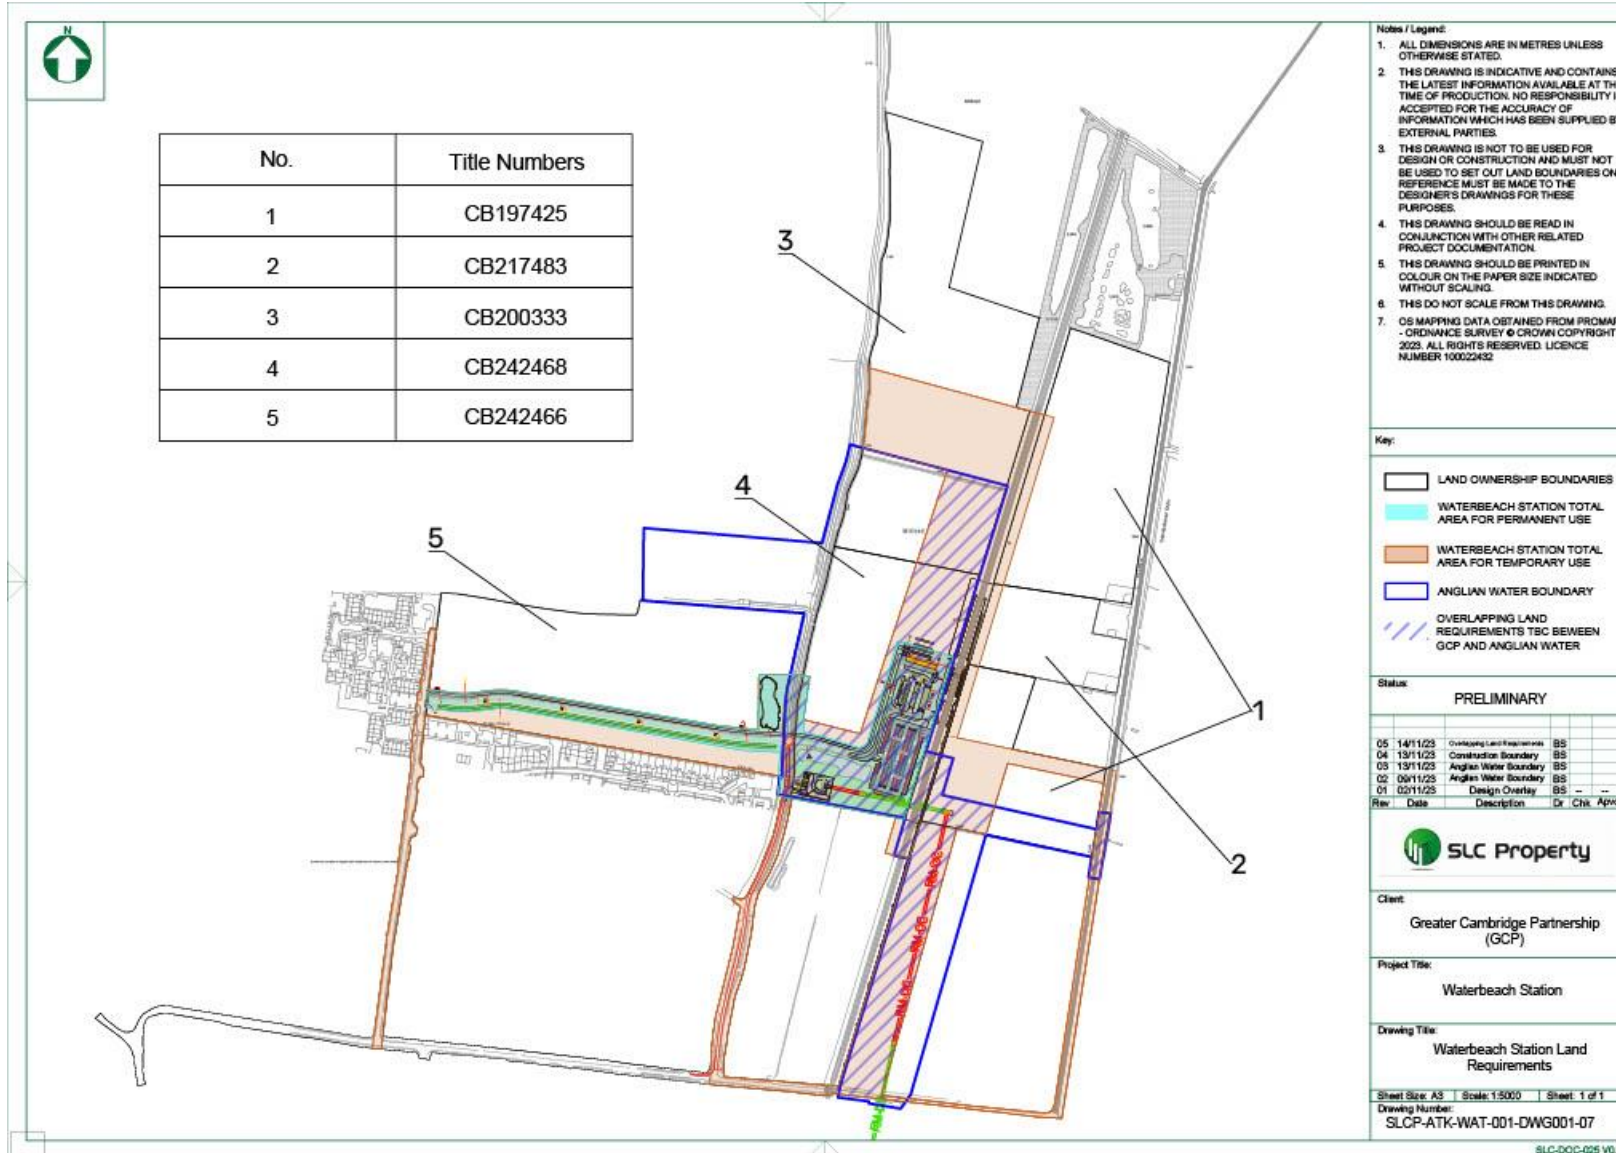 N
No. Title Numbers
1 CB197425
2 CB217483
3 CB200333
4 CB242468
5 CB242466
3
4
5
1
2
RM-DG
RM-DG
RM-DG
Notes / Legend:
1. ALL DIMENSIONS ARE IN METRES UNLESS
OTHERWISE STATED.
2. THIS DRAWING IS INDICATIVE AND CONTAINS
THE LATEST INFORMATION AVAILABLE AT TH
TIME OF PRODUCTION. NO RESPONSIBILITY I
ACCEPTED FOR THE ACCURACY OF
INFORMATION WHICH HAS BEEN SUPPLIED B
EXTERNAL PARTIES.
3. THIS DRAWING IS NOT TO BE USED FOR
DESIGN OR CONSTRUCTION AND MUST NOT
BE USED TO SET OUT LAND BOUNDARIES ON
REFERENCE MUST BE MADE TO THE
DESIGNER'S DRAWINGS FOR THESE
PURPOSES.
4. THIS DRAWING SHOULD BE READ IN
CONJUNCTION WITH OTHER RELATED
PROJECT DOCUMENTATION.
5. THIS DRAWING SHOULD BE PRINTED IN
COLOUR ON THE PAPER SIZE INDICATED
WITHOUT SCALING.
6. THIS DO NOT SCALE FROM THIS DRAWING.
7. OS MAPPING DATA OBTAINED FROM PROMAP
- ORDNANCE SURVEY © CROWN COPYRIGHT
2023. ALL RIGHTS RESERVED. LICENCE
NUMBER 100022432
Key:
LAND OWNERSHIP BOUNDARIES
WATERBEACH STATION TOTAL
AREA FOR PERMANENT USE
WATERBEACH STATION TOTAL
AREA FOR TEMPORARY USE
ANGLIAN WATER BOUNDARY
OVERLAPPING LAND
REQUIREMENTS TBC BEWEEN
GCP AND ANGLIAN WATER
Status:
PRELIMINARY
05 14/11/23 Overlapping Land Requirements BS
04 13/11/23 Construction Boundary BS
03 13/11/23 Anglian Water Boundary BS
02 09/11/23 Anglian Water Boundary BS
01 02/11/23 Design Overlay BS -- --
Rev Date Description Dr Chk Apv
SLC Property
Client:
Greater Cambridge Partnership
(GCP)
Project Title:
Waterbeach Station
Drawing Title:
Waterbeach Station Land
Requirements
Sheet Size: A3 Scale: 1:5000 Sheet: 1 of 1
Drawing Number:
SLCP-ATK-WAT-001-DWG001-07
SLC-DOC-025 V0